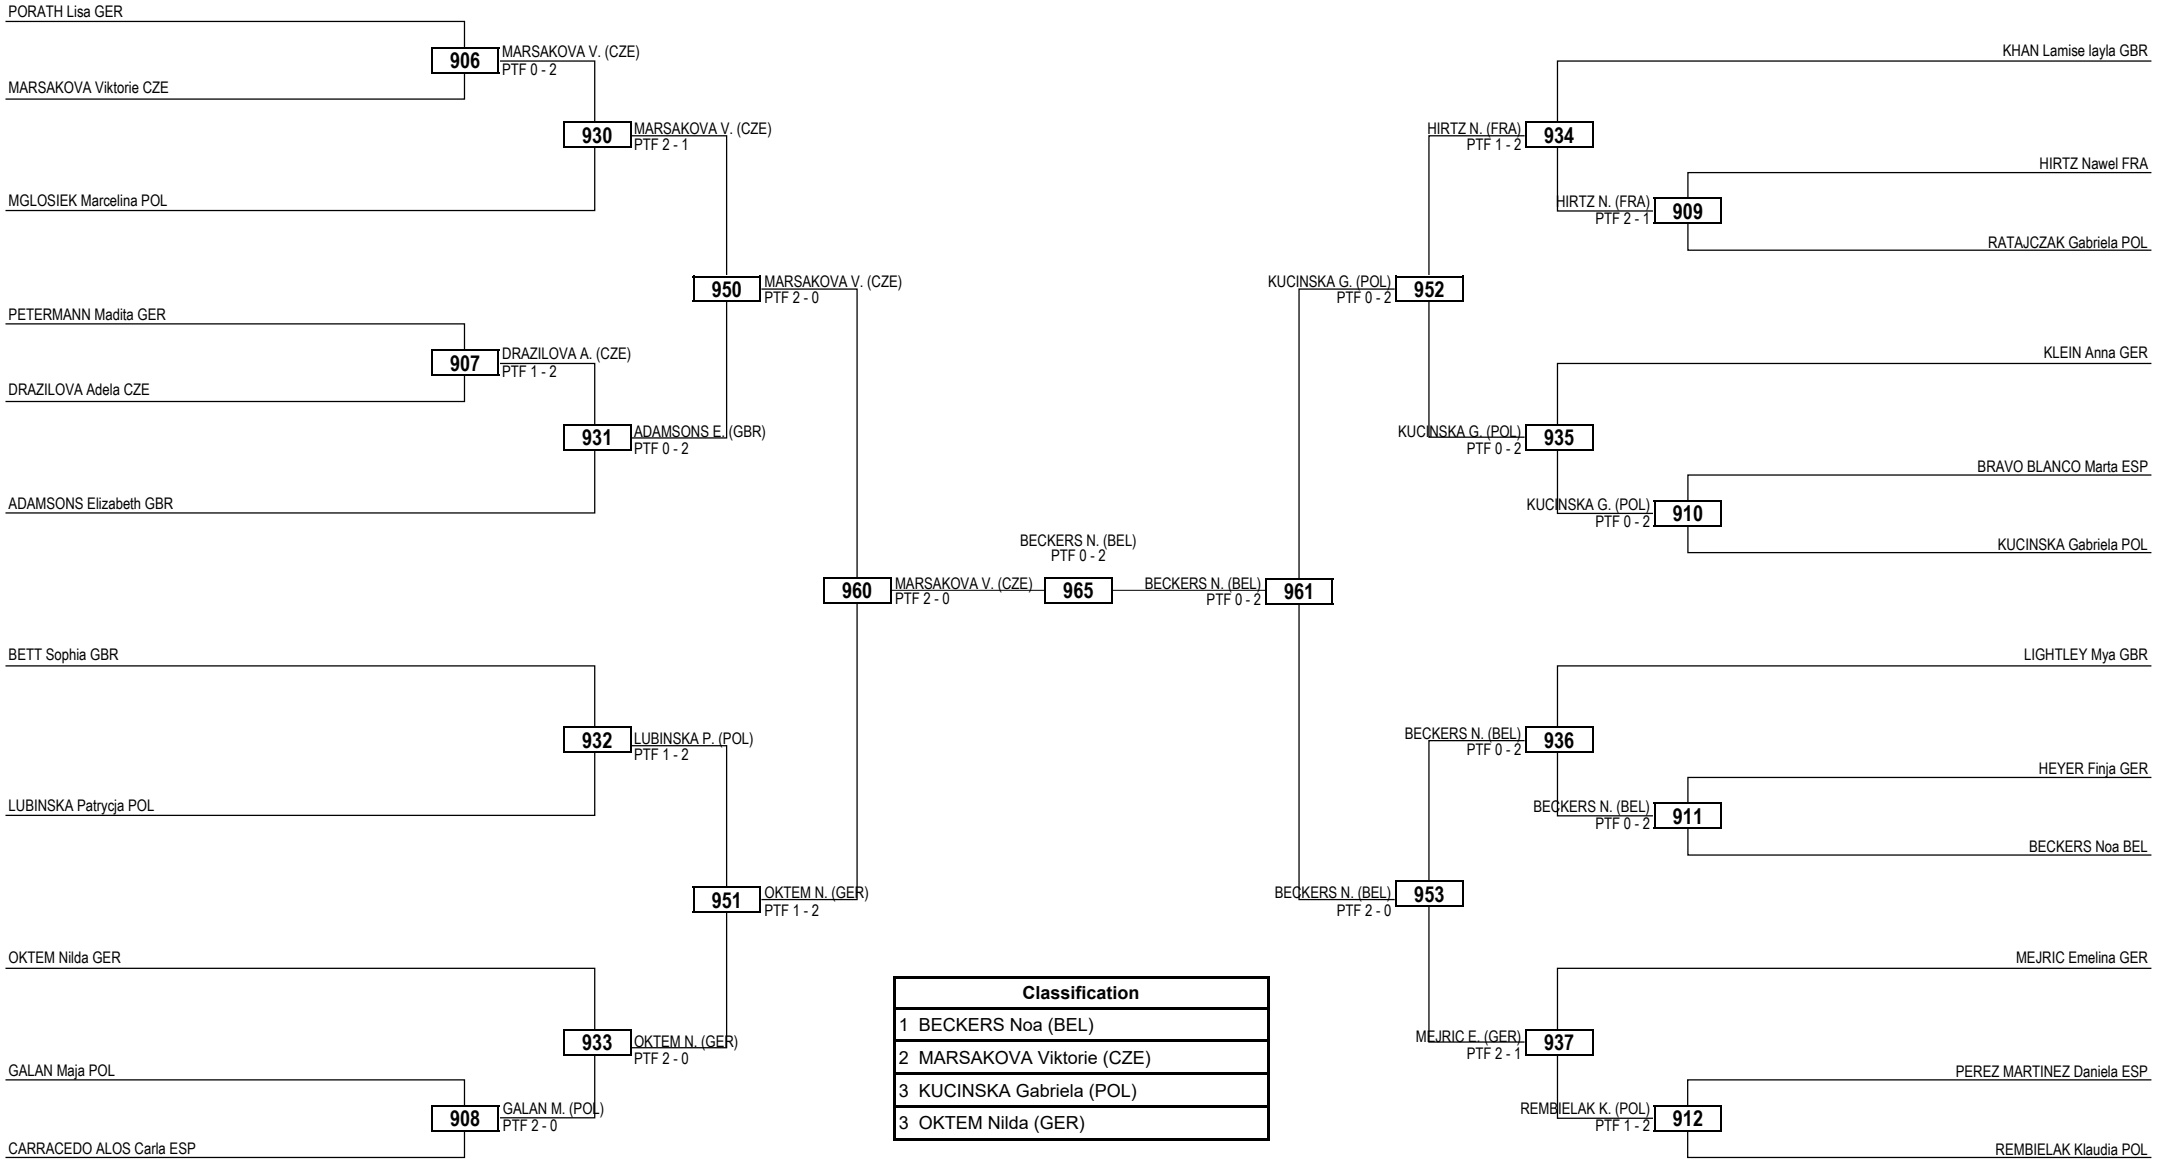 PORATH Lisa GER
906
MARSAKOVA V. (CZE)
PTF 0 - 2
MARSAKOVA Viktorie CZE
930
MARSAKOVA V. (CZE)
PTF 2 - 1
MGLOSIEK Marcelina POL
950
MARSAKOVA V. (CZE)
PTF 2 - 0
PETERMANN Madita GER
907
DRAZILOVA A. (CZE)
PTF 1 - 2
DRAZILOVA Adela CZE
931
ADAMSONS E. (GBR)
PTF 0 - 2
ADAMSONS Elizabeth GBR
960
MARSAKOVA V. (CZE)
PTF 2 - 0
BETT Sophia GBR
932
LUBINSKA P. (POL)
PTF 1 - 2
LUBINSKA Patrycja POL
951
OKTEM N. (GER)
PTF 1 - 2
OKTEM Nilda GER
933
OKTEM N. (GER)
PTF 2 - 0
GALAN Maja POL
908
GALAN M. (POL)
PTF 2 - 0
CARRACEDO ALOS Carla ESP
BECKERS N. (BEL)
PTF 0 - 2
965
KHAN Lamise layla GBR
HIRTZ N. (FRA)
PTF 1 - 2
934
HIRTZ Nawel FRA
HIRTZ N. (FRA)
PTF 2 - 1
909
RATAJCZAK Gabriela POL
KUCINSKA G. (POL)
PTF 0 - 2
952
KLEIN Anna GER
KUCINSKA G. (POL)
PTF 0 - 2
935
BRAVO BLANCO Marta ESP
KUCINSKA G. (POL)
PTF 0 - 2
910
KUCINSKA Gabriela POL
BECKERS N. (BEL)
PTF 0 - 2
961
LIGHTLEY Mya GBR
BECKERS N. (BEL)
PTF 0 - 2
936
HEYER Finja GER
BECKERS N. (BEL)
PTF 0 - 2
911
BECKERS Noa BEL
BECKERS N. (BEL)
PTF 2 - 0
953
MEJRIC Emelina GER
MEJRIC E. (GER)
PTF 2 - 1
937
PEREZ MARTINEZ Daniela ESP
REMBIELAK K. (POL)
PTF 1 - 2
912
REMBIELAK Klaudia POL
Classification
1 BECKERS Noa (BEL)
2 MARSAKOVA Viktorie (CZE)
3 KUCINSKA Gabriela (POL)
3 OKTEM Nilda (GER)